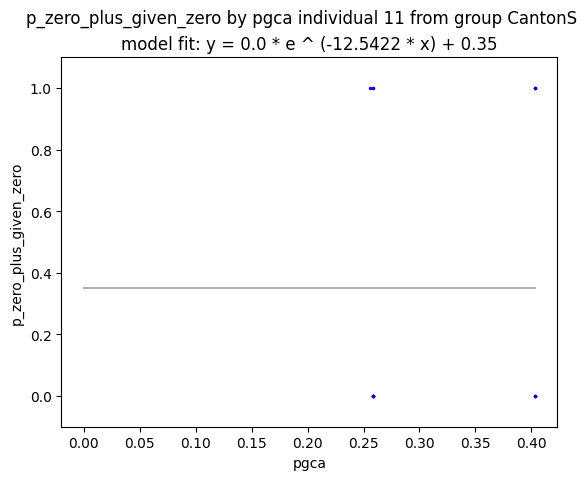 p_zero_plus_given_zero by pgca individual 11 from group CantonS
model fit: y = 0.0 * e ^ (-12.5422 * x) + 0.35
p_zero_plus_given_zero
1.0
0.8
0.6
0.4
0.2
0.0
0.00 0.05 0.10 0.15 0.20 0.25 0.30 0.35 0.40
pgca